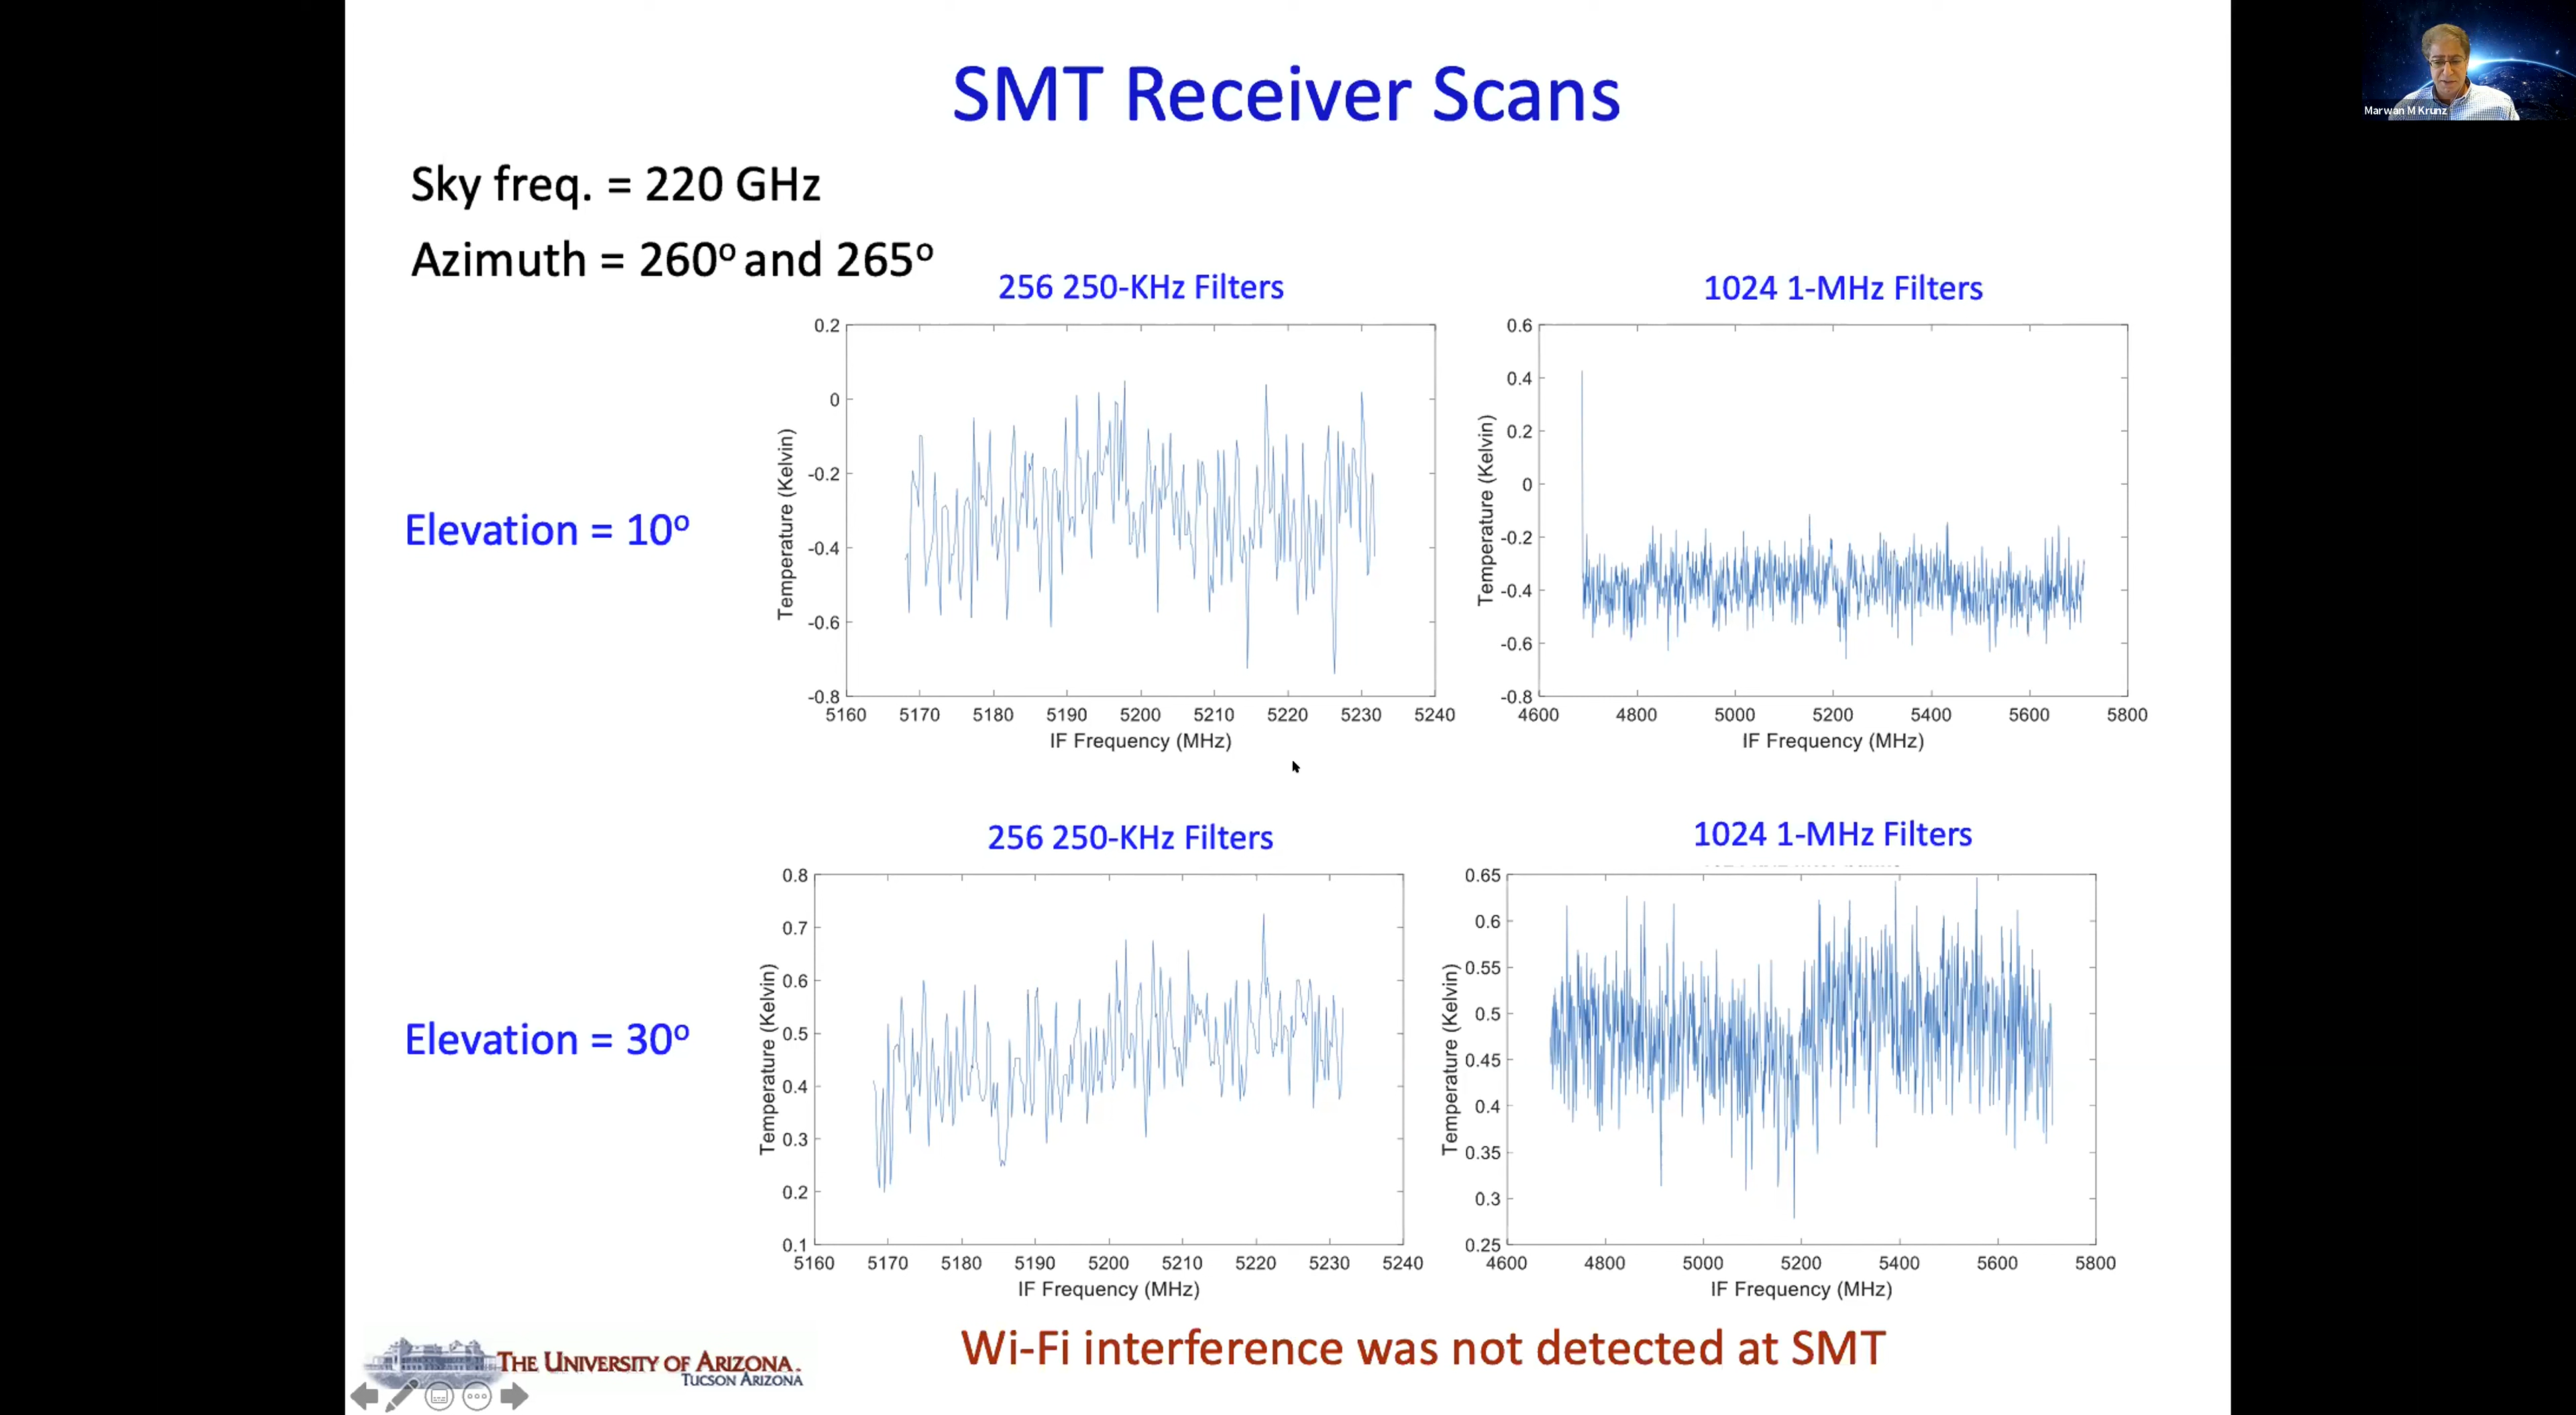 SMT Receiver Scans
Marwan M Krunz
Sky freq. = 220 GHz
Azimuth = 260º and 265º
256 250-KHz Filters
1024 1-MHz Filters
Elevation = 10º
Temperature (Kelvin)
0.2
0
-0.2
-0.4
-0.6
-0.8
5160 5170 5180 5190 5200 5210 5220 5230 5240
IF Frequency (MHz)
Temperature (Kelvin)
0.6
0.4
0.2
0
-0.2
-0.4
-0.6
-0.8
4600 4800 5000 5200 5400 5600 5800
IF Frequency (MHz)
256 250-KHz Filters
1024 1-MHz Filters
Elevation = 30º
Temperature (Kelvin)
0.8
0.7
0.6
0.5
0.4
0.3
0.2
0.1
5160 5170 5180 5190 5200 5210 5220 5230 5240
IF Frequency (MHz)
Temperature (Kelvin)
0.65
0.6
0.55
0.5
0.45
0.4
0.35
0.3
0.25
4600 4800 5000 5200 5400 5600 5800
IF Frequency (MHz)
Wi-Fi interference was not detected at SMT
THE UNIVERSITY OF ARIZONA.
TUCSON ARIZONA